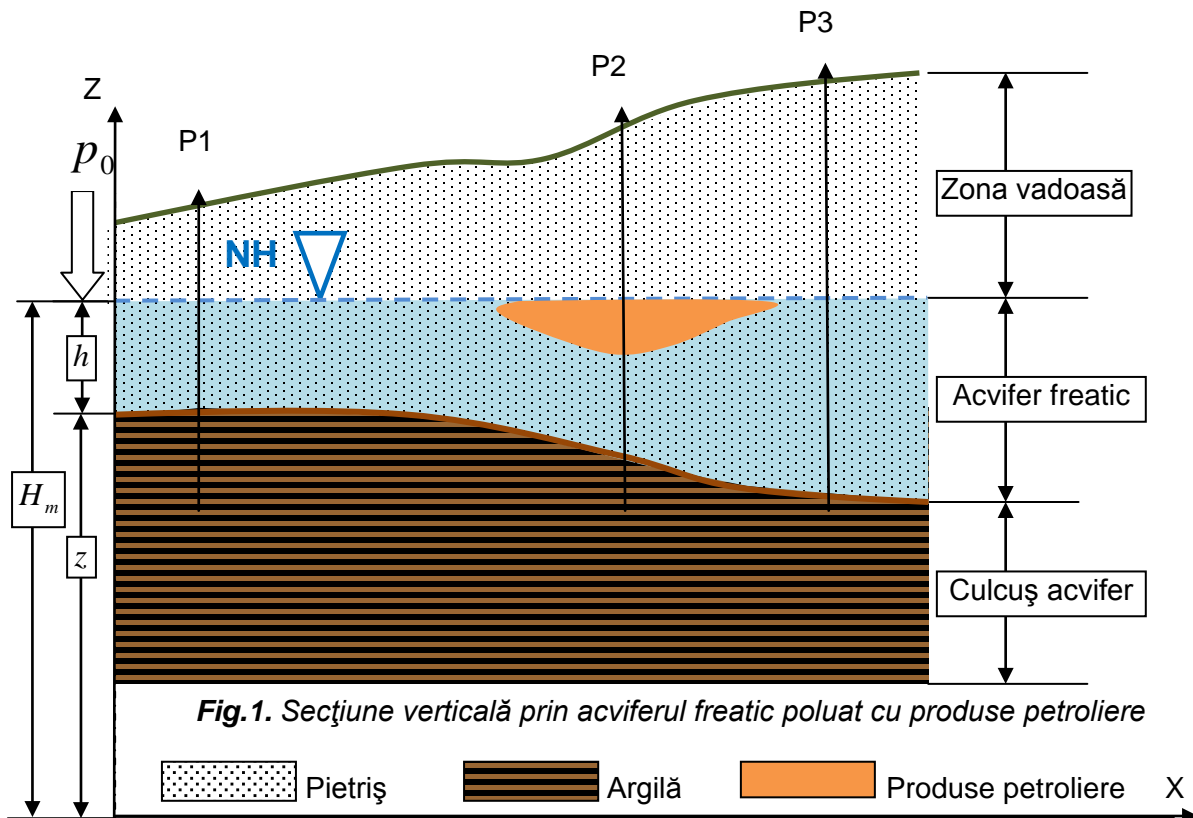 P3
P2
Z
P1
p₀
Zona vadoasă
NH
h
Acvifer freatic
H_m
z
Culcuş acvifer
Fig.1. Secţiune verticală prin acviferul freatic poluat cu produse petroliere
Pietriş
Argilă
Produse petroliere
X